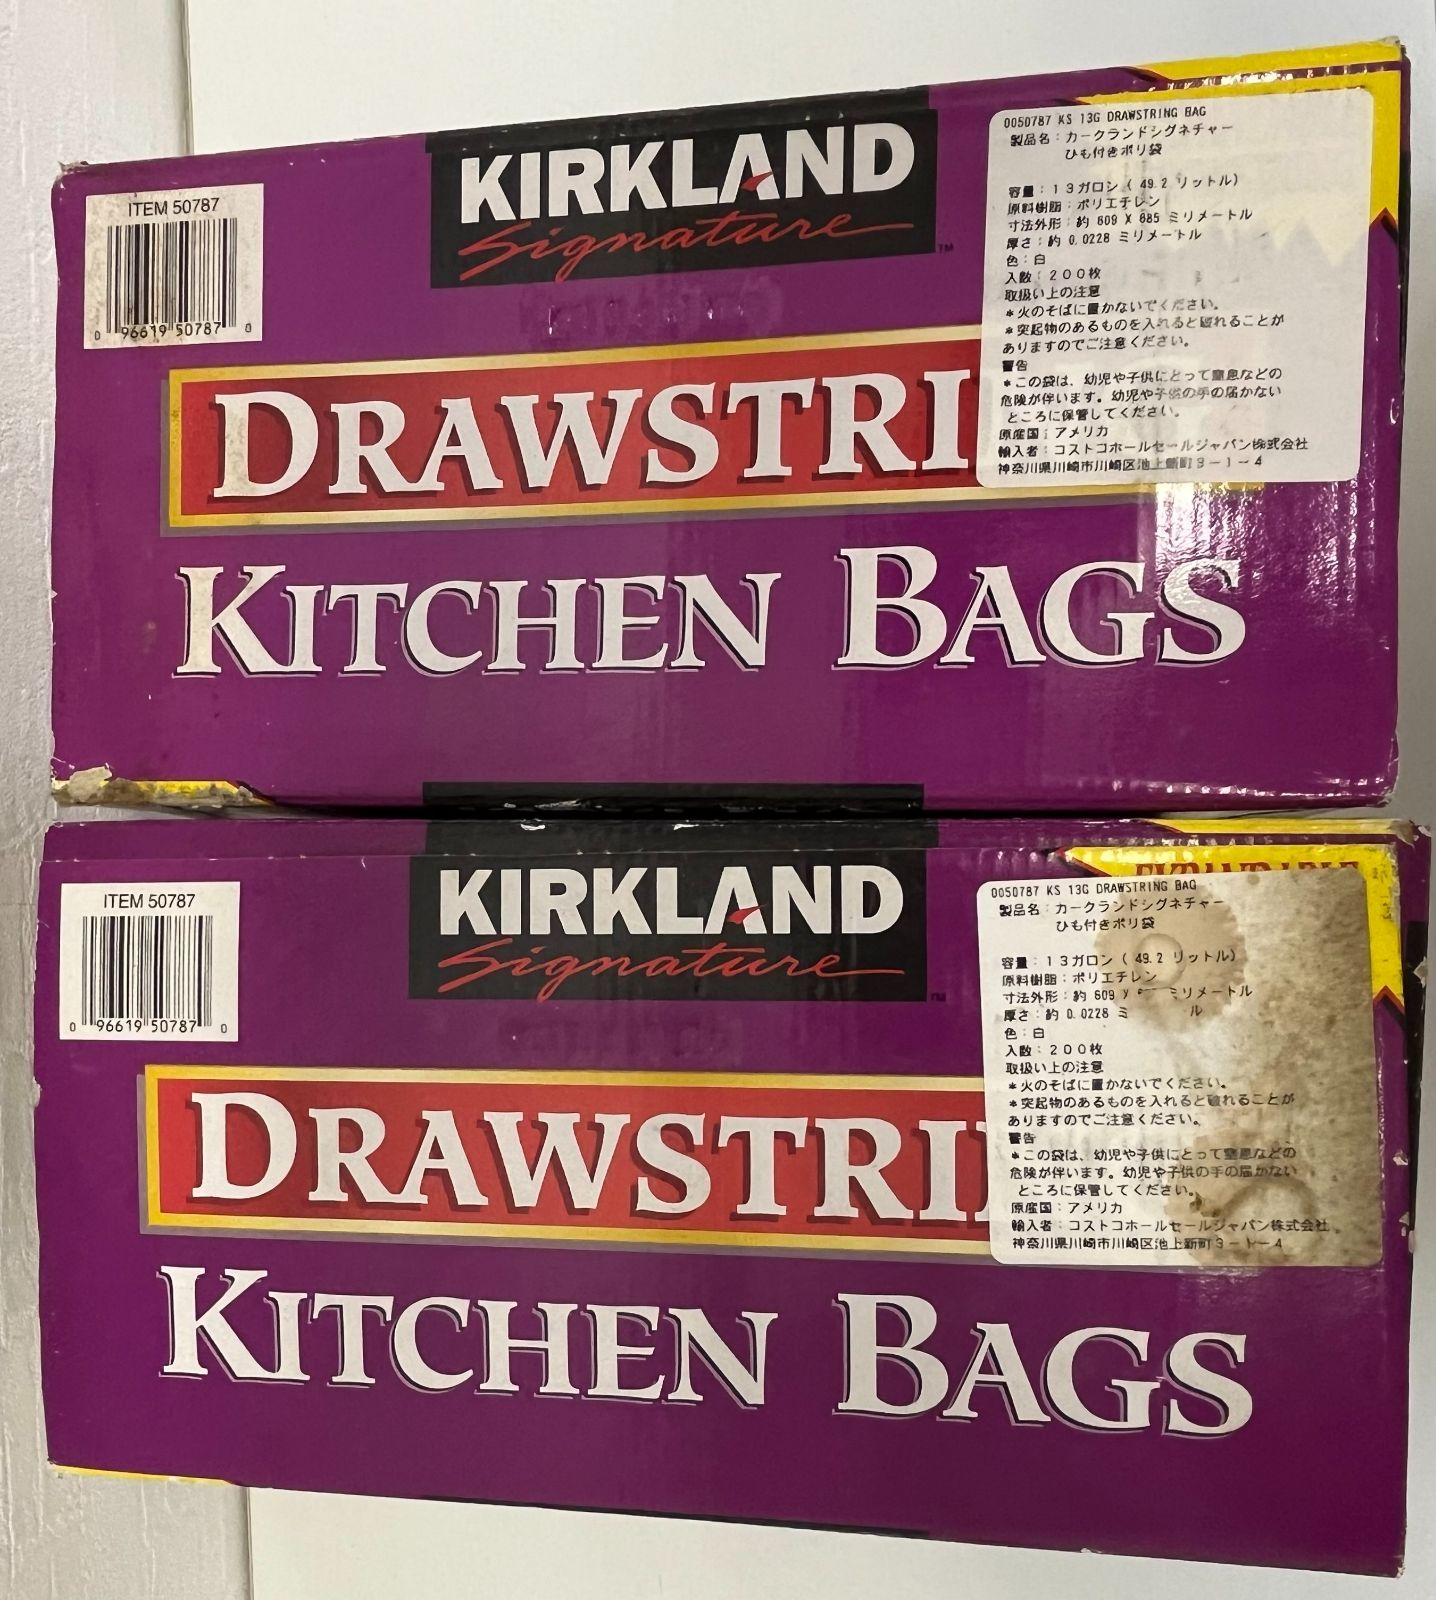 ITEM 50787
0 96619 50787 0
KIRKLAND
Signature™
DRAWSTRI
KITCHEN BAGS
0050787 KS 13G DRAWSTRING BAG
製品名：カークランドシグネチャー
ひも付きポリ袋
容量：13ガロン（ 49.2 リットル）
原料樹脂：ポリエチレン
寸法外形：約 609 X 685 ミリメートル
厚さ：約 0.0228 ミリメートル
色：白
入数：200枚
取扱い上の注意
＊火のそばに置かないでください。
＊突起物のあるものを入れると破れることが
ありますのでご注意ください。
警告
＊この袋は、幼児や子供にとって窒息などの
危険が伴います。幼児や子供の手の届かない
ところに保管してください。
原産国：アメリカ
輸入者：コストコホールセールジャパン株式会社
神奈川県川崎市川崎区池上新町3－1－4
ITEM 50787
0 96619 50787 0
KIRKLAND
Signature™
DRAWSTRI
KITCHEN BAGS
EXPANDABLE
0050787 KS 13G DRAWSTRING BAG
製品名：カークランドシグネチャー
ひも付きポリ袋
容量：13ガロン（ 49.2 リットル）
原料樹脂：ポリエチレン
寸法外形：約 609 ミリメートル
厚さ：約 0.0228 ミ ル
色：白
入数：200枚
取扱い上の注意
＊火のそばに置かないでください。
＊突起物のあるものを入れると破れることが
ありますのでご注意ください。
警告
＊この袋は、幼児や子供にとって窒息などの
危険が伴います。幼児や子供の手の届かない
ところに保管してください。
原産国：アメリカ
輸入者：コストコホールセールジャパン株式会社
神奈川県川崎市川崎区池上新町3－1－4